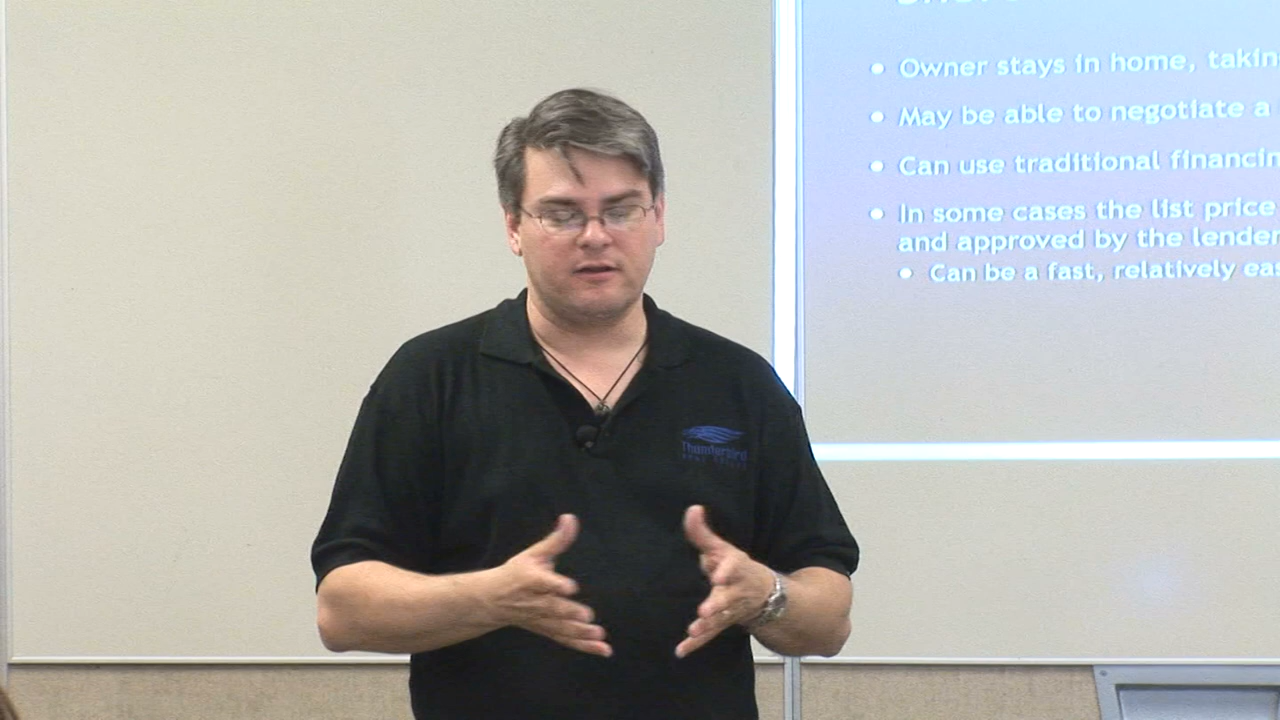 Owner stays in home, takin
May be able to negotiate a
Can use traditional financin
In some cases the list price
and approved by the lender
Can be a fast, relatively eas
Thunderbird